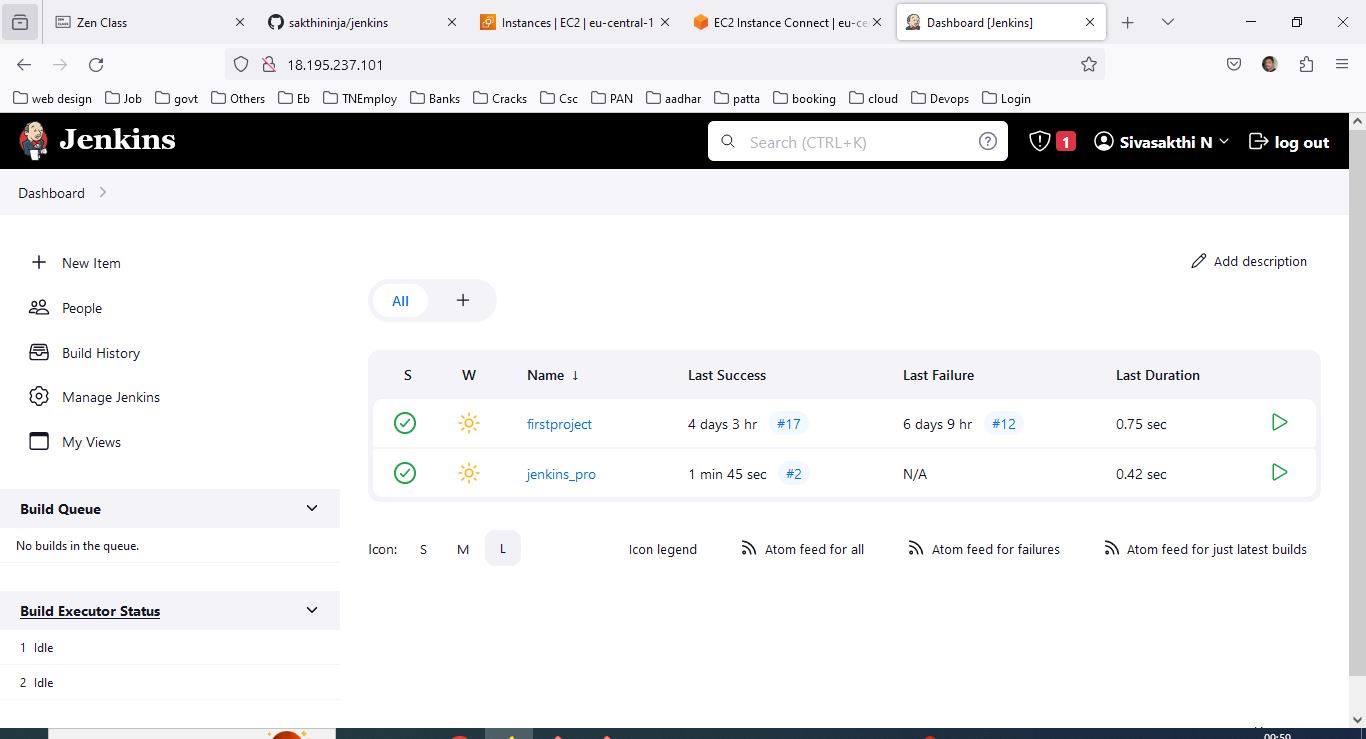 Zen Class
sakthininja/jenkins
Instances | EC2 | eu-central-1
EC2 Instance Connect | eu-ce
Dashboard [Jenkins]
18.195.237.101
web design Job govt Others Eb TNEmploy Banks Cracks Csc PAN aadhar patta booking cloud Devops Login
Jenkins
Search (CTRL+K)
1
Sivasakthi N
log out
Dashboard
New Item
People
Build History
Manage Jenkins
My Views
Build Queue
No builds in the queue.
Build Executor Status
1 Idle
2 Idle
Add description
All
S W Name ↓ Last Success Last Failure Last Duration
firstproject 4 days 3 hr #17 6 days 9 hr #12 0.75 sec
jenkins_pro 1 min 45 sec #2 N/A 0.42 sec
Icon: S M L
Icon legend
Atom feed for all
Atom feed for failures
Atom feed for just latest builds